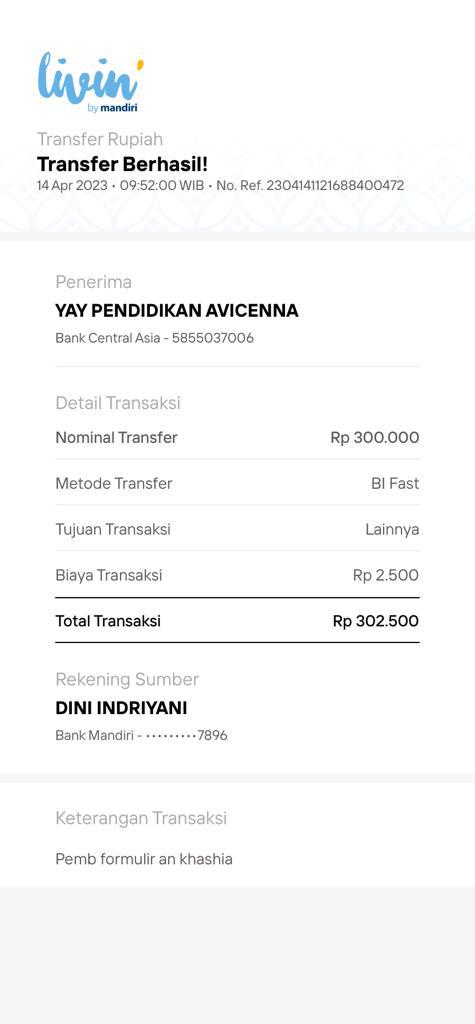 livin'
by mandiri
Transfer Rupiah
Transfer Berhasil!
14 Apr 2023 • 09:52:00 WIB • No. Ref. 2304141121688400472
Penerima
YAY PENDIDIKAN AVICENNA
Bank Central Asia - 5855037006
Detail Transaksi
Nominal Transfer Rp 300.000
Metode Transfer BI Fast
Tujuan Transaksi Lainnya
Biaya Transaksi Rp 2.500
Total Transaksi Rp 302.500
Rekening Sumber
DINI INDRIYANI
Bank Mandiri - •••••••••7896
Keterangan Transaksi
Pemb formulir an khashia